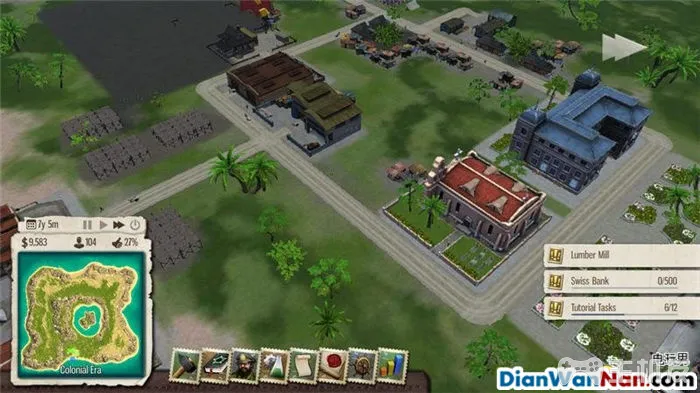 7y 5m
$ 9.583 104 27%
Colonial Era
Lumber Mill
Swiss Bank 0/500
Tutorial Tasks 6/12
电玩男
DianWanNan.com